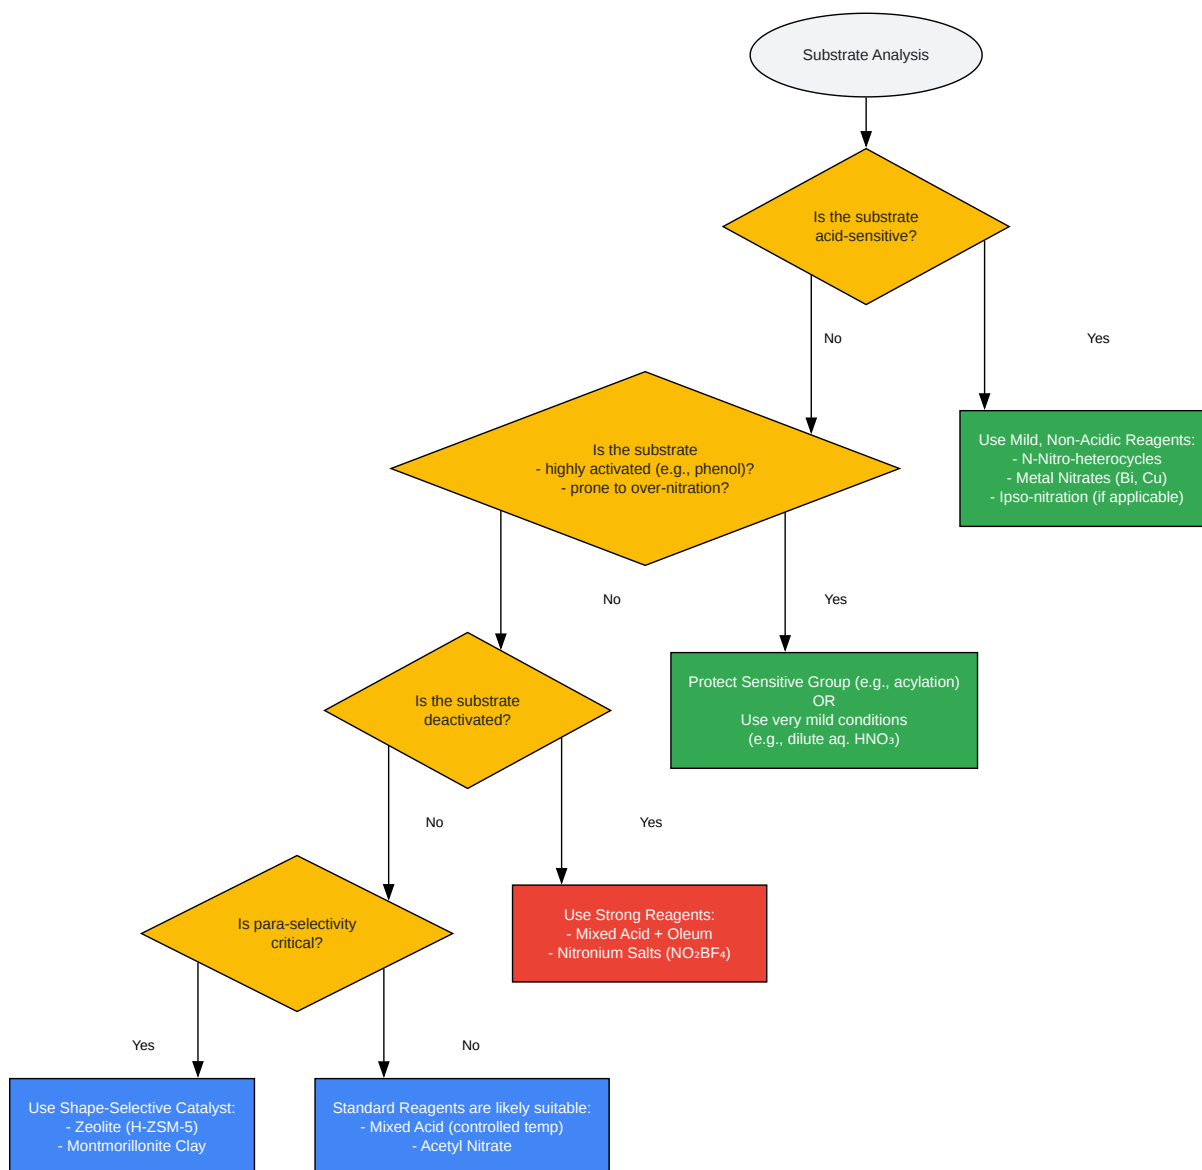 Substrate Analysis
Is the substrate
acid-sensitive?
No
Yes
Is the substrate
- highly activated (e.g., phenol)?
- prone to over-nitration?
Use Mild, Non-Acidic Reagents:
- N-Nitro-heterocycles
- Metal Nitrates (Bi, Cu)
- Ipso-nitration (if applicable)
No
Yes
Is the substrate
deactivated?
Protect Sensitive Group (e.g., acylation)
OR
Use very mild conditions
(e.g., dilute aq. HNO₃)
No
Yes
Is para-selectivity
critical?
Use Strong Reagents:
- Mixed Acid + Oleum
- Nitronium Salts (NO₂BF₄)
Yes
No
Use Shape-Selective Catalyst:
- Zeolite (H-ZSM-5)
- Montmorillonite Clay
Standard Reagents are likely suitable:
- Mixed Acid (controlled temp)
- Acetyl Nitrate